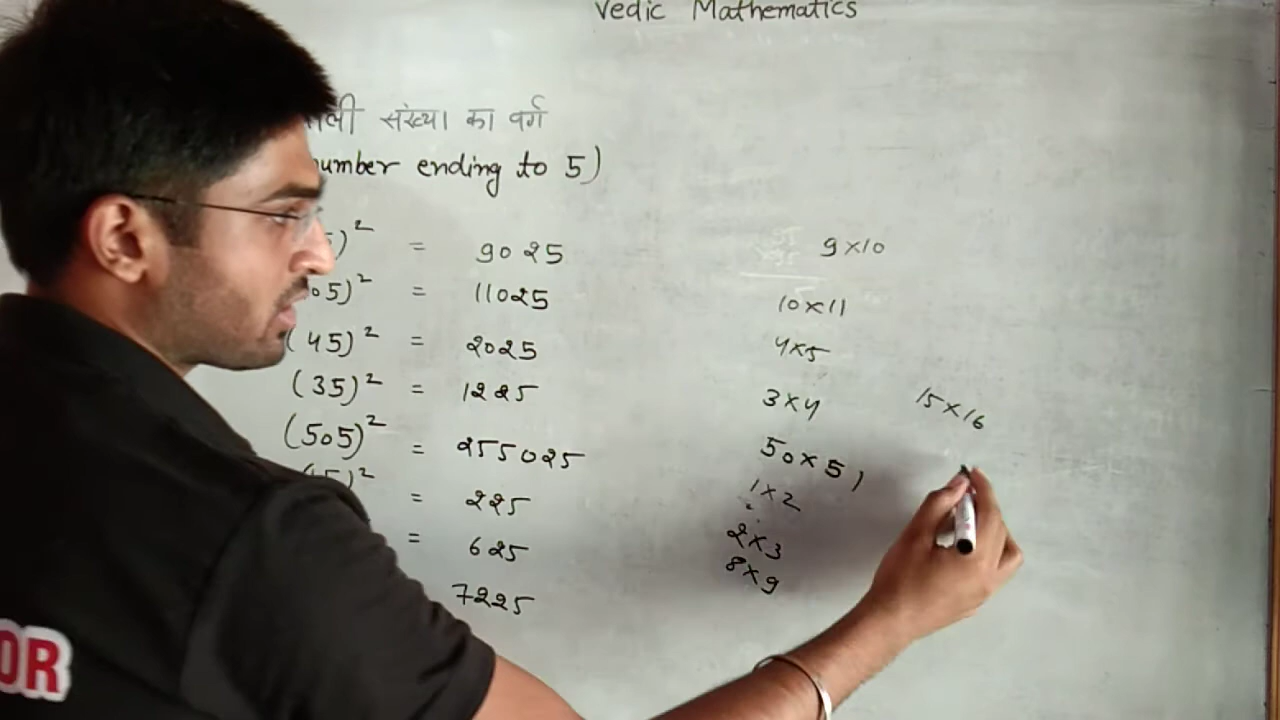 Vedic Mathematics
संख्या का वर्ग
number ending to 5)
)² = 9025 9×10
05)² = 11025 10×11
(45)² = 2025 4×5
(35)² = 1225 3×4 15×16
(505)² = 255025 50×51
5)² = 225 1×2
= 625 2×3
7225 8×9
OR